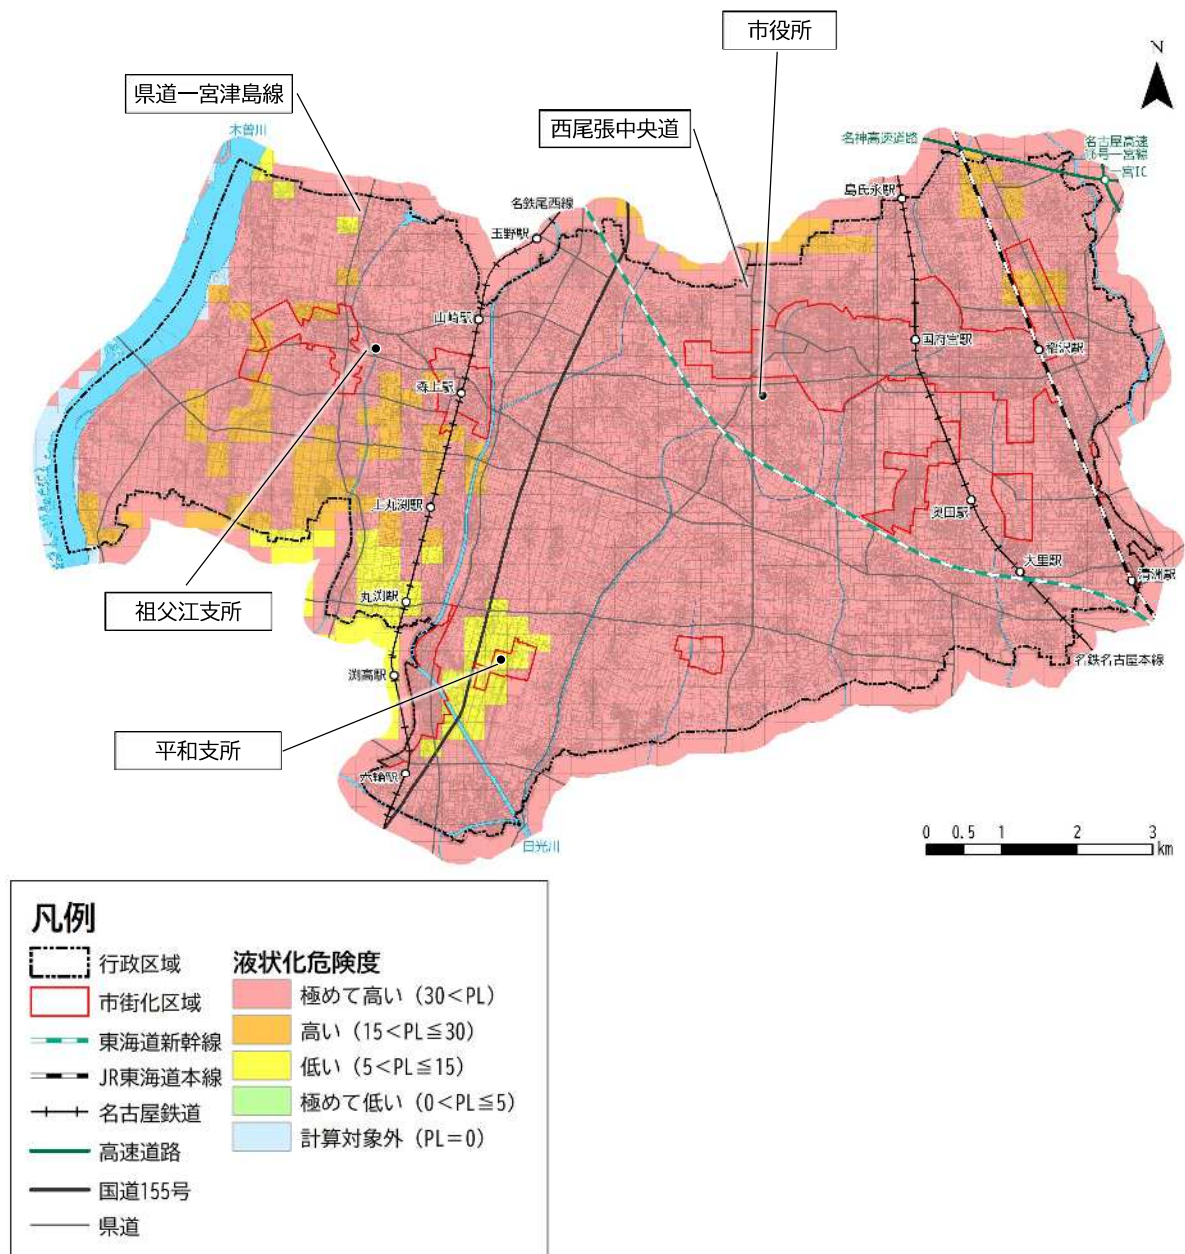 市役所
N
県道一宮津島線
西尾張中央道
木曽川
名神高速道路
名古屋高速
16号一宮線
一宮IC
島氏永駅
名鉄尾西線
玉野駅
山崎駅
国府宮駅
稲沢駅
森上駅
上丸渕駅
奥田駅
大里駅
清洲駅
丸渕駅
祖父江支所
渕高駅
名鉄名古屋本線
平和支所
六輪駅
日光川
0 0.5 1 2 3
km
凡例
行政区域
市街化区域
東海道新幹線
JR東海道本線
名古屋鉄道
高速道路
国道155号
県道
液状化危険度
極めて高い（30＜PL）
高い（15＜PL≦30）
低い（5＜PL≦15）
極めて低い（0＜PL≦5）
計算対象外（PL＝0）